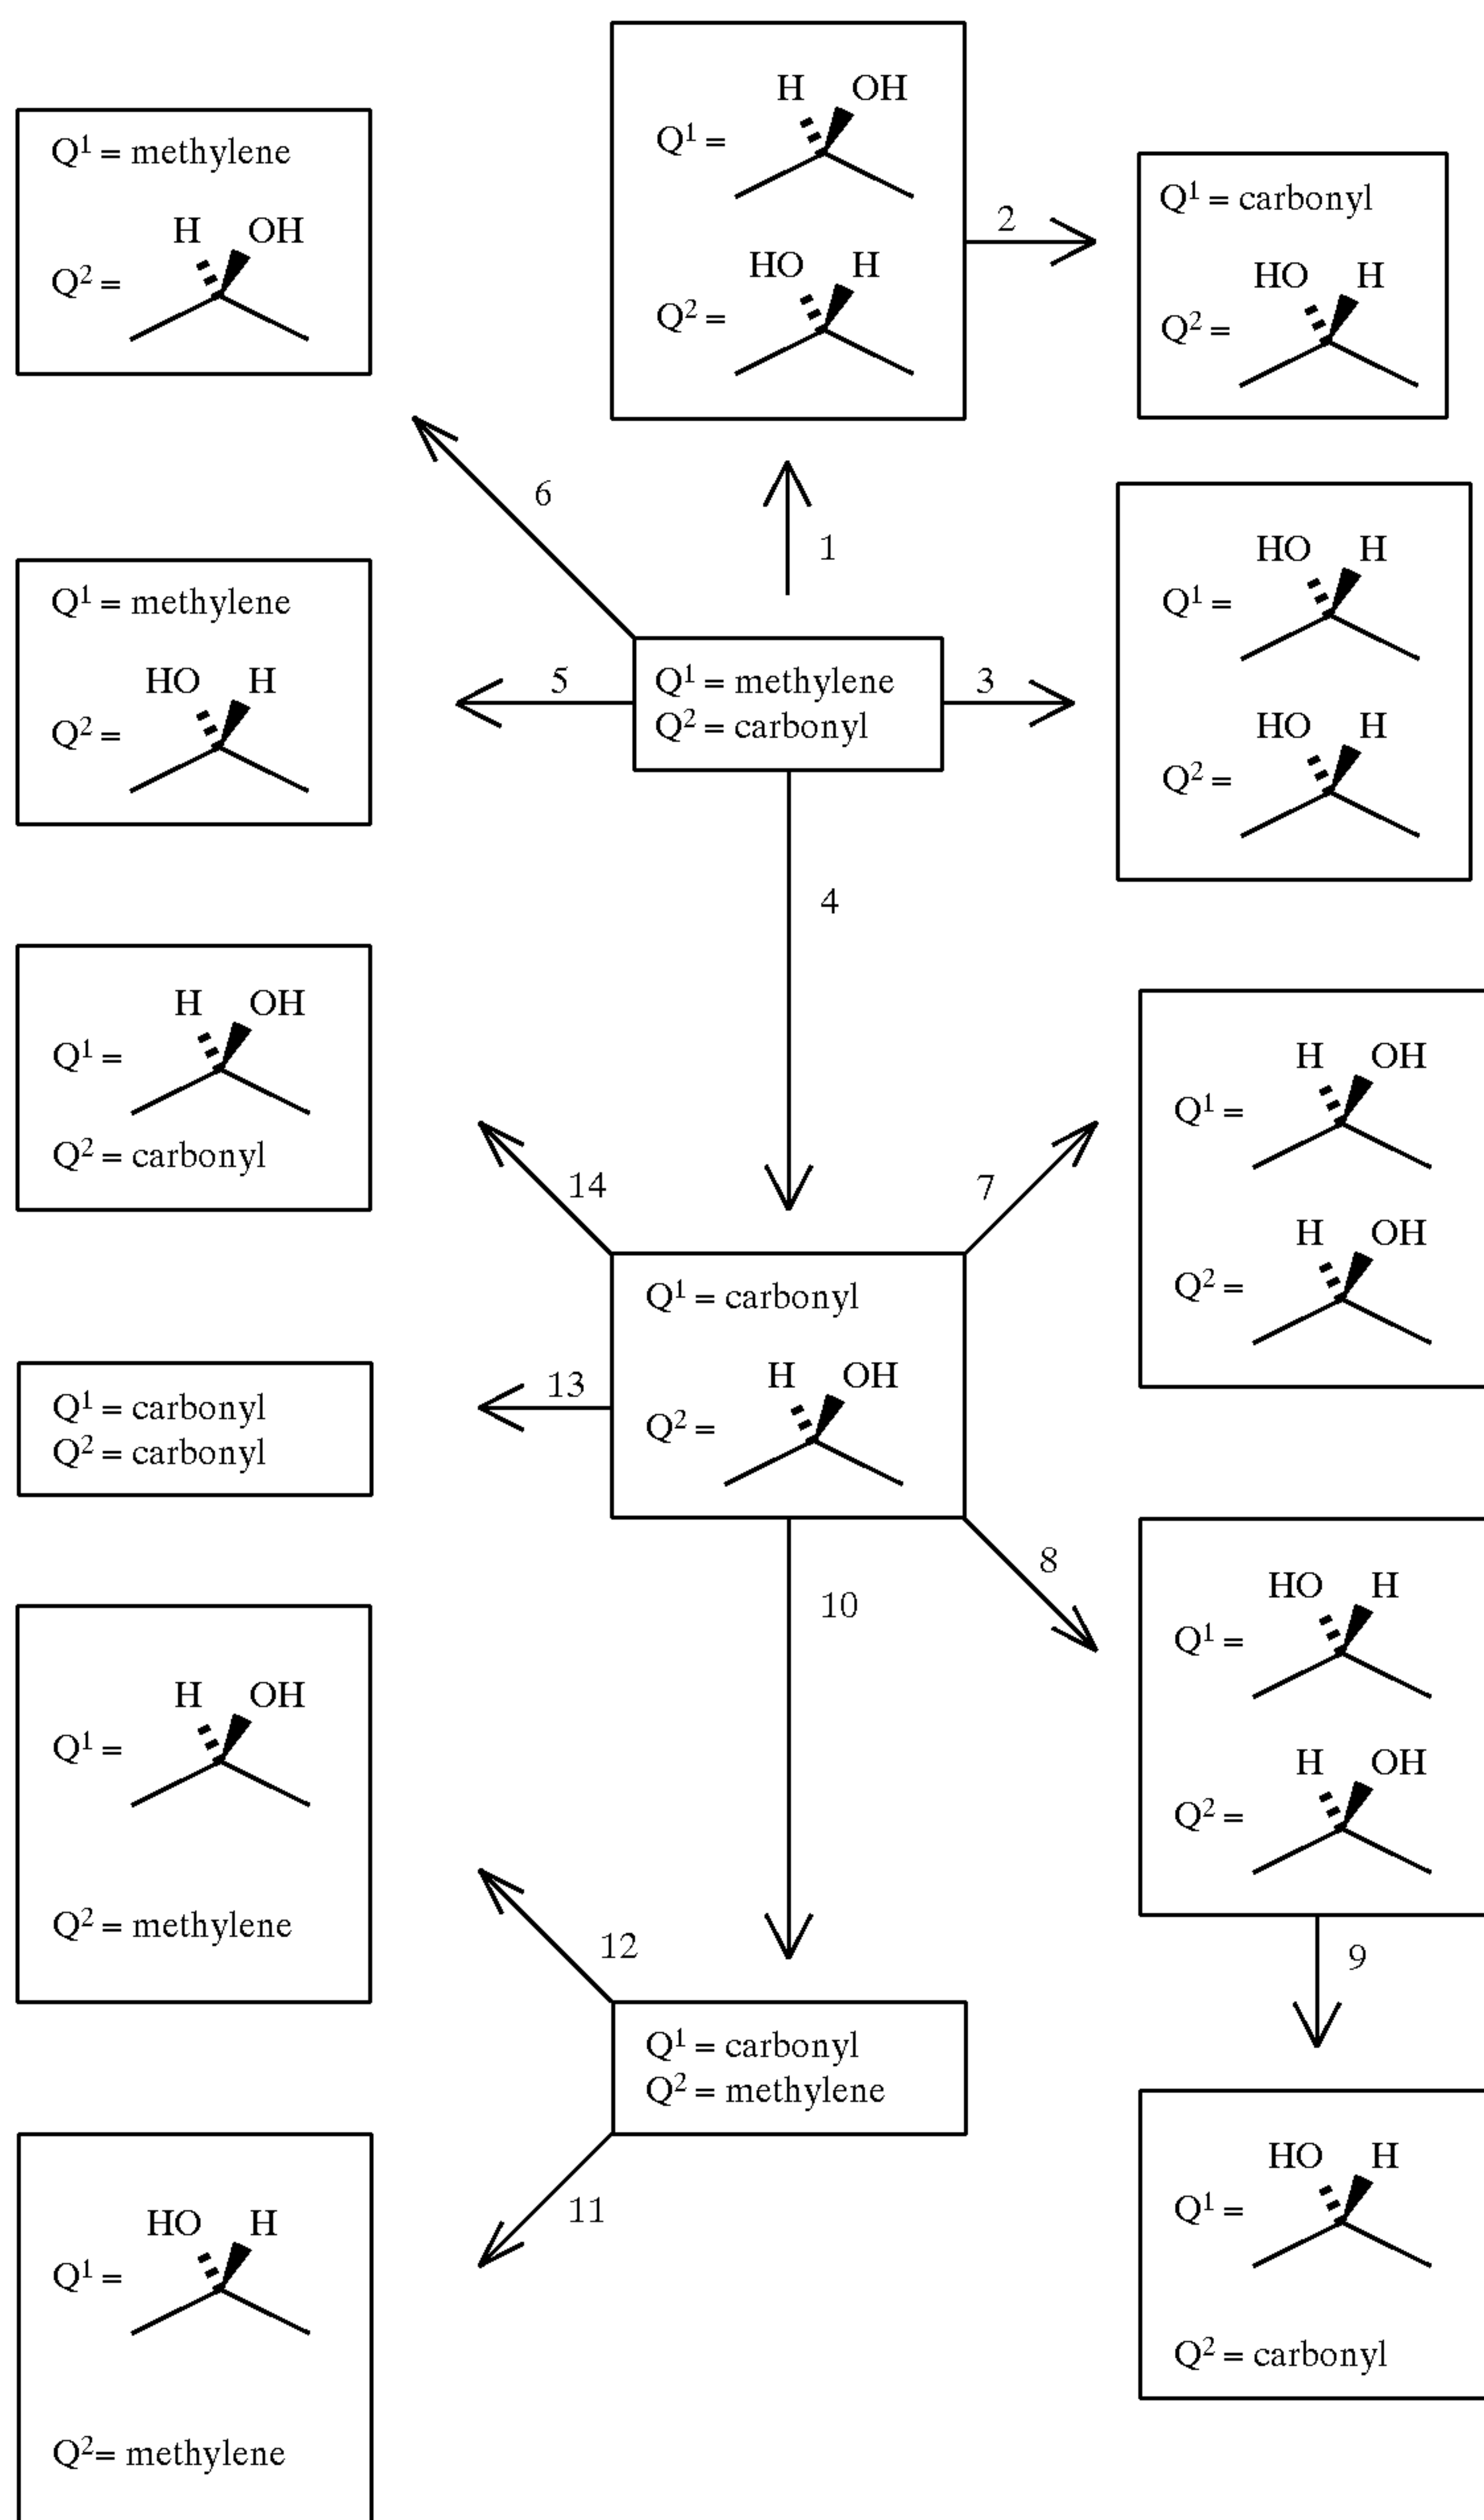 H OH
Q¹ =
HO H
Q² =
2
Q¹ = methylene
H OH
Q² =
Q¹ = carbonyl
HO H
Q² =
6
1
Q¹ = methylene
HO H
Q² =
5
Q¹ = methylene
Q² = carbonyl
3
HO H
Q¹ =
HO H
Q² =
4
H OH
Q¹ =
Q² = carbonyl
14
7
H OH
Q¹ =
H OH
Q² =
Q¹ = carbonyl
H OH
Q² =
13
Q¹ = carbonyl
Q² = carbonyl
8
10
HO H
Q¹ =
H OH
Q² =
9
H OH
Q¹ =
Q² = methylene
12
Q¹ = carbonyl
Q² = methylene
11
HO H
Q¹ =
Q² = carbonyl
HO H
Q¹ =
Q²= methylene